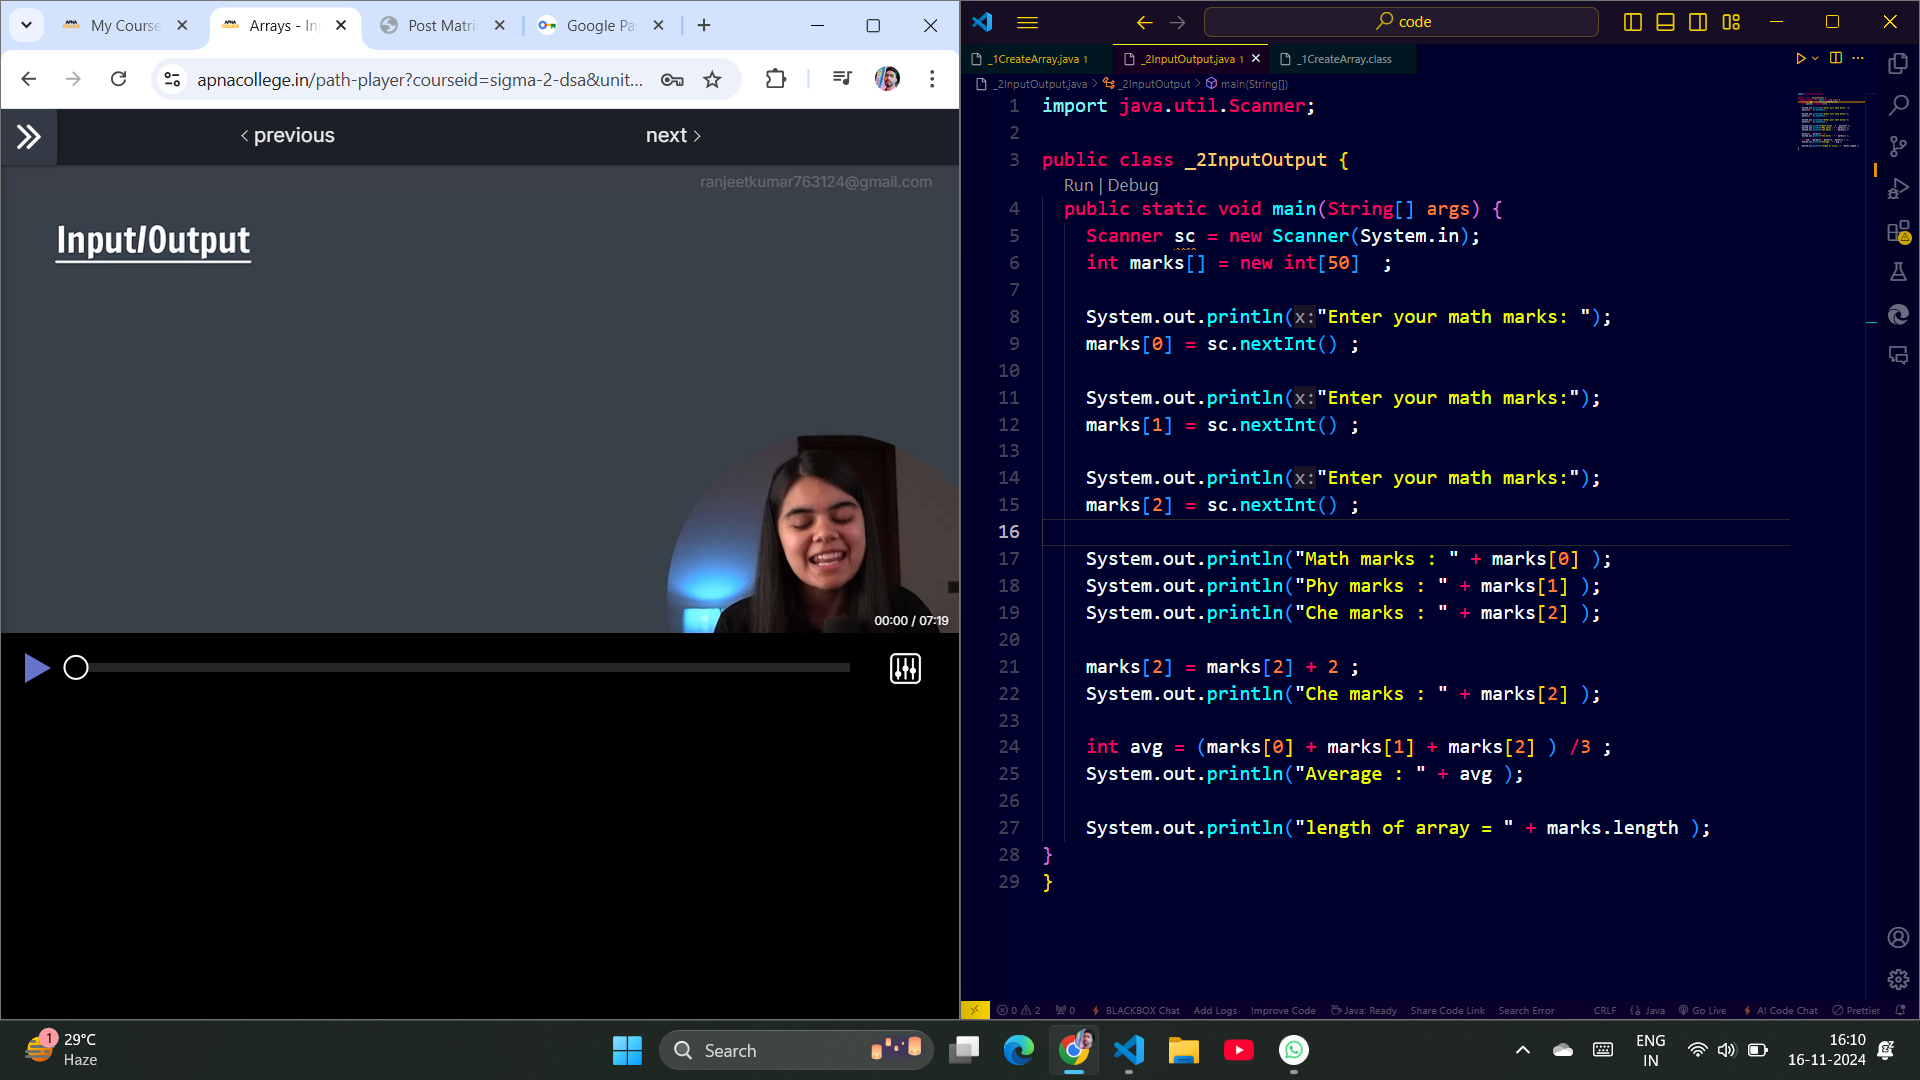 My Course
Arrays - In
Post Matric
Google Pa
apnacollege.in/path-player?courseid=sigma-2-dsa&unit...
previous
next
ranjeetkumar763124@gmail.com
Input/Output
00:00 / 07:19
code
_1CreateArray.java 1
_2InputOutput.java 1
_1CreateArray.class
_2InputOutput.java > _2InputOutput > main(String[])
1 import java.util.Scanner;
2
3 public class _2InputOutput {
Run | Debug
4 public static void main(String[] args) {
5 Scanner sc = new Scanner(System.in);
6 int marks[] = new int[50]  ;
7
8 System.out.println(x:"Enter your math marks: ");
9 marks[0] = sc.nextInt() ;
10
11 System.out.println(x:"Enter your math marks:");
12 marks[1] = sc.nextInt() ;
13
14 System.out.println(x:"Enter your math marks:");
15 marks[2] = sc.nextInt() ;
16
17 System.out.println("Math marks : " + marks[0] );
18 System.out.println("Phy marks : " + marks[1] );
19 System.out.println("Che marks : " + marks[2] );
20
21 marks[2] = marks[2] + 2 ;
22 System.out.println("Che marks : " + marks[2] );
23
24 int avg = (marks[0] + marks[1] + marks[2] ) /3 ;
25 System.out.println("Average : " + avg );
26
27 System.out.println("length of array = " + marks.length );
28 }
29 }
0 2 0 BLACKBOX Chat Add Logs Improve Code Java: Ready Share Code Link Search Error CRLF Java Go Live AI Code Chat Prettier
1
29°C
Haze
Search
ENG
IN
16:10
16-11-2024